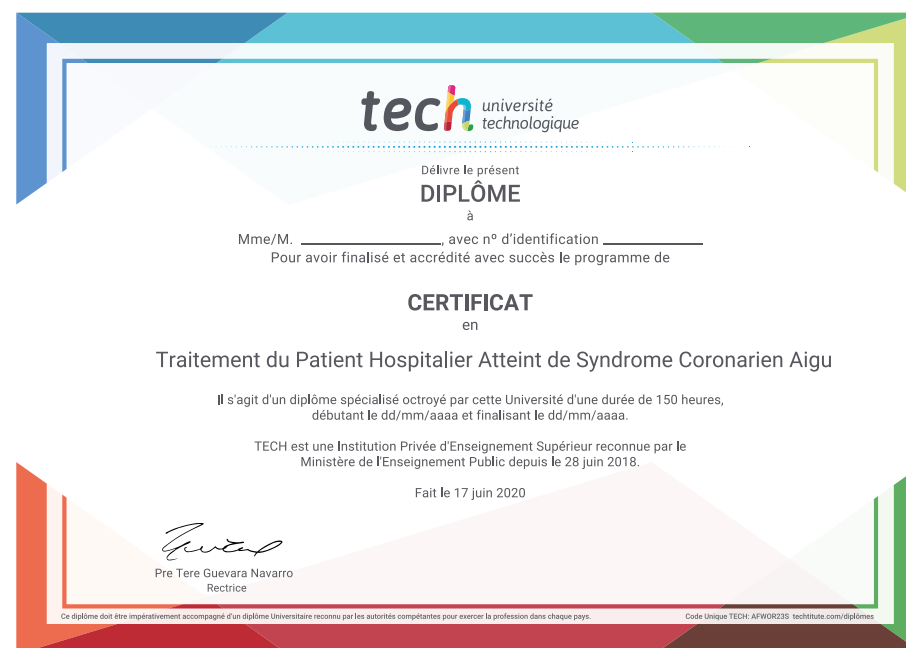 tech université
technologique
Délivre le présent
DIPLÔME
à
Mme/M. ____________________, avec nº d'identification ______________
Pour avoir finalisé et accrédité avec succès le programme de
CERTIFICAT
en
Traitement du Patient Hospitalier Atteint de Syndrome Coronarien Aigu
Il s'agit d'un diplôme spécialisé octroyé par cette Université d'une durée de 150 heures,
débutant le dd/mm/aaaa et finalisant le dd/mm/aaaa.
TECH est une Institution Privée d'Enseignement Supérieur reconnue par le
Ministère de l'Enseignement Public depuis le 28 juin 2018.
Fait le 17 juin 2020
Pre Tere Guevara Navarro
Rectrice
Ce diplôme doit être impérativement accompagné d'un diplôme Universitaire reconnu par les autorités compétantes pour exercer la profession dans chaque pays. Code Unique TECH: AFWOR23S techtitute.com/diplômes